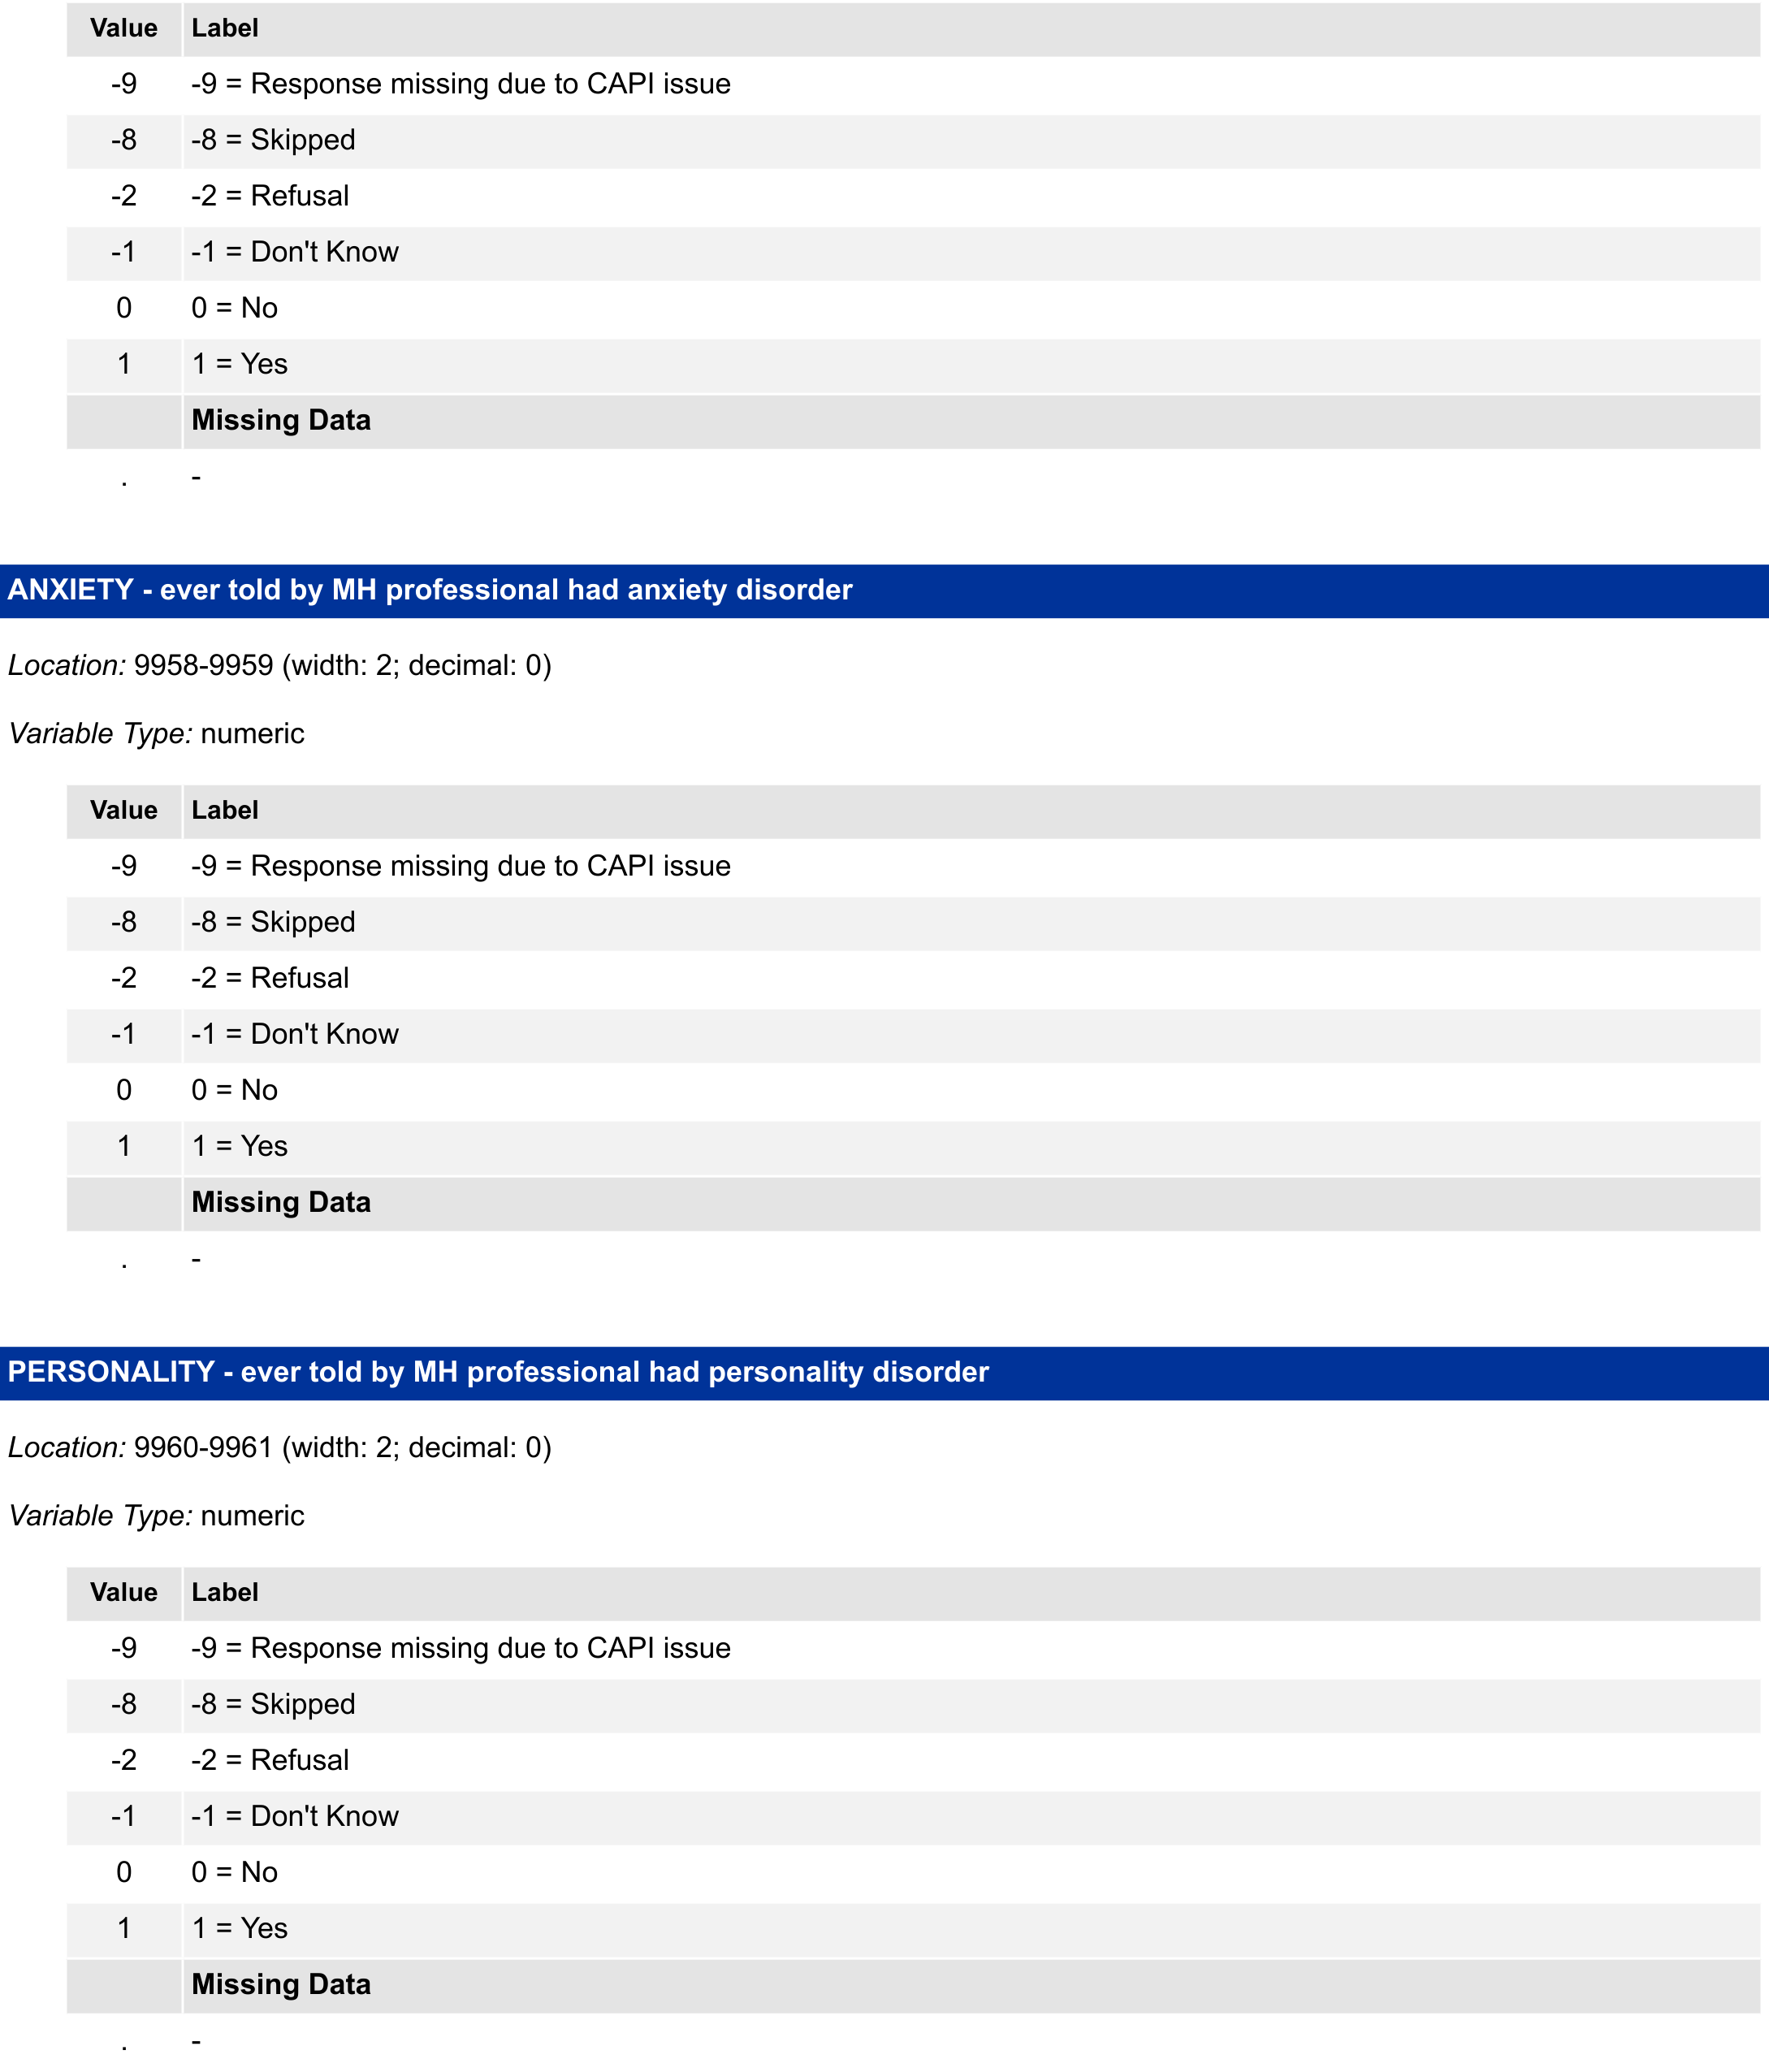 Value Label
-9 -9 = Response missing due to CAPI issue
-8 -8 = Skipped
-2 -2 = Refusal
-1 -1 = Don't Know
0 0 = No
1 1 = Yes
Missing Data
. -
ANXIETY - ever told by MH professional had anxiety disorder
Location: 9958-9959 (width: 2; decimal: 0)
Variable Type: numeric
Value Label
-9 -9 = Response missing due to CAPI issue
-8 -8 = Skipped
-2 -2 = Refusal
-1 -1 = Don't Know
0 0 = No
1 1 = Yes
Missing Data
. -
PERSONALITY - ever told by MH professional had personality disorder
Location: 9960-9961 (width: 2; decimal: 0)
Variable Type: numeric
Value Label
-9 -9 = Response missing due to CAPI issue
-8 -8 = Skipped
-2 -2 = Refusal
-1 -1 = Don't Know
0 0 = No
1 1 = Yes
Missing Data
. -